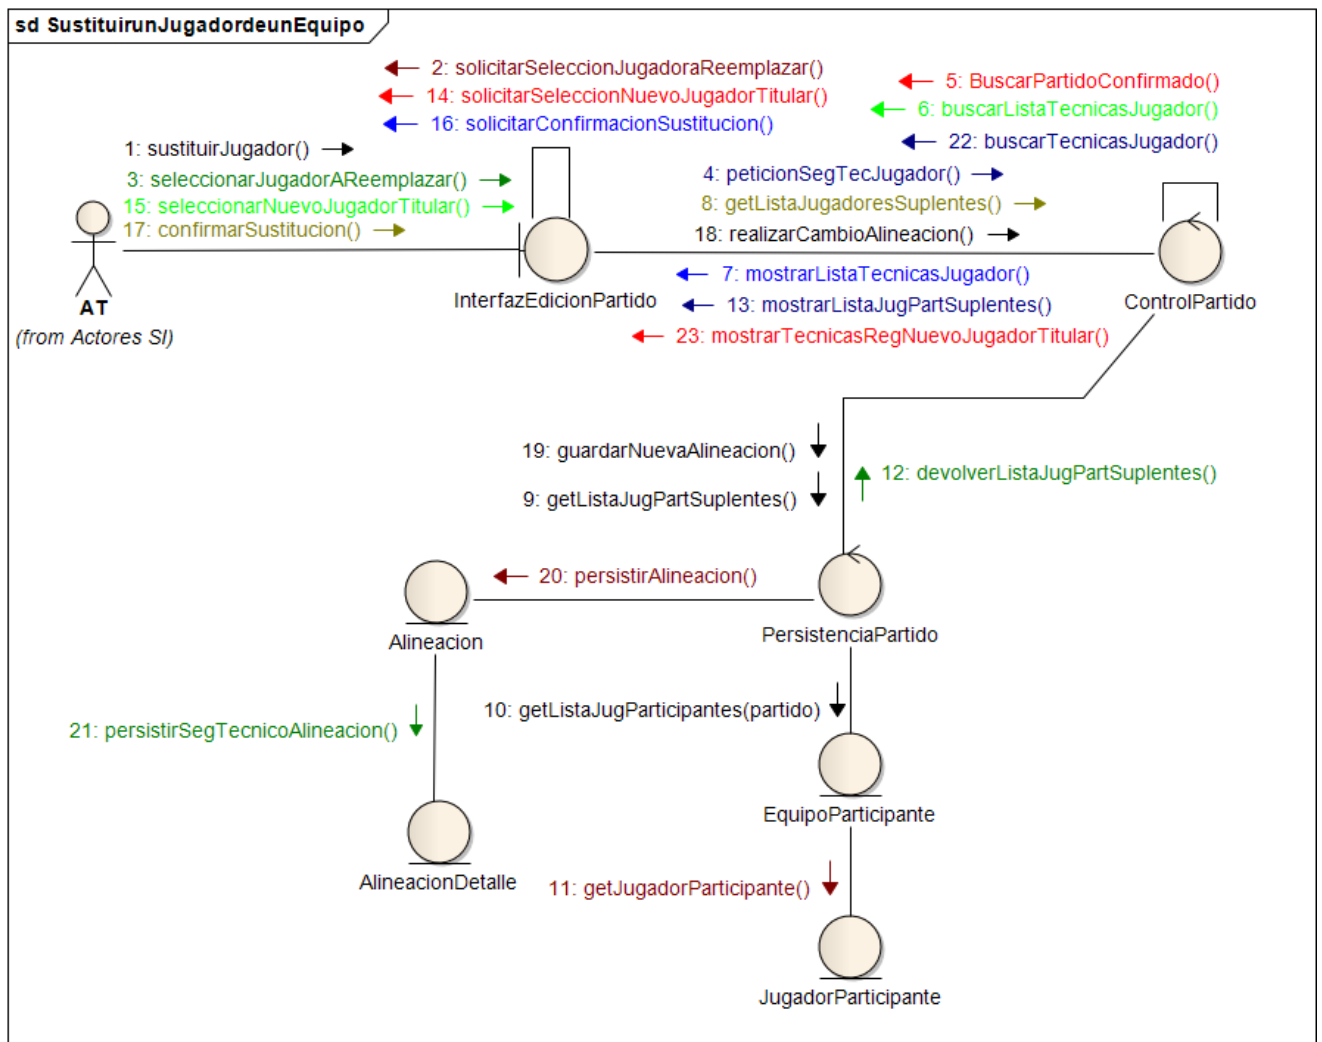 sd SustituirunJugadordeunEquipo
2: solicitarSeleccionJugadoraReemplazar()
14: solicitarSeleccionNuevoJugadorTitular()
16: solicitarConfirmacionSustitucion()
5: BuscarPartidoConfirmado()
6: buscarListaTecnicasJugador()
22: buscarTecnicasJugador()
1: sustituirJugador()
3: seleccionarJugadorAReemplazar()
15: seleccionarNuevoJugadorTitular()
17: confirmarSustitucion()
4: peticionSegTecJugador()
8: getListaJugadoresSuplentes()
18: realizarCambioAlineacion()
AT
(from Actores SI)
InterfazEdicionPartido
7: mostrarListaTecnicasJugador()
13: mostrarListaJugPartSuplentes()
23: mostrarTecnicasRegNuevoJugadorTitular()
ControlPartido
19: guardarNuevaAlineacion()
9: getListaJugPartSuplentes()
12: devolverListaJugPartSuplentes()
20: persistirAlineacion()
Alineacion
PersistenciaPartido
21: persistirSegTecnicoAlineacion()
10: getListaJugParticipantes(partido)
EquipoParticipante
AlineacionDetalle
11: getJugadorParticipante()
JugadorParticipante